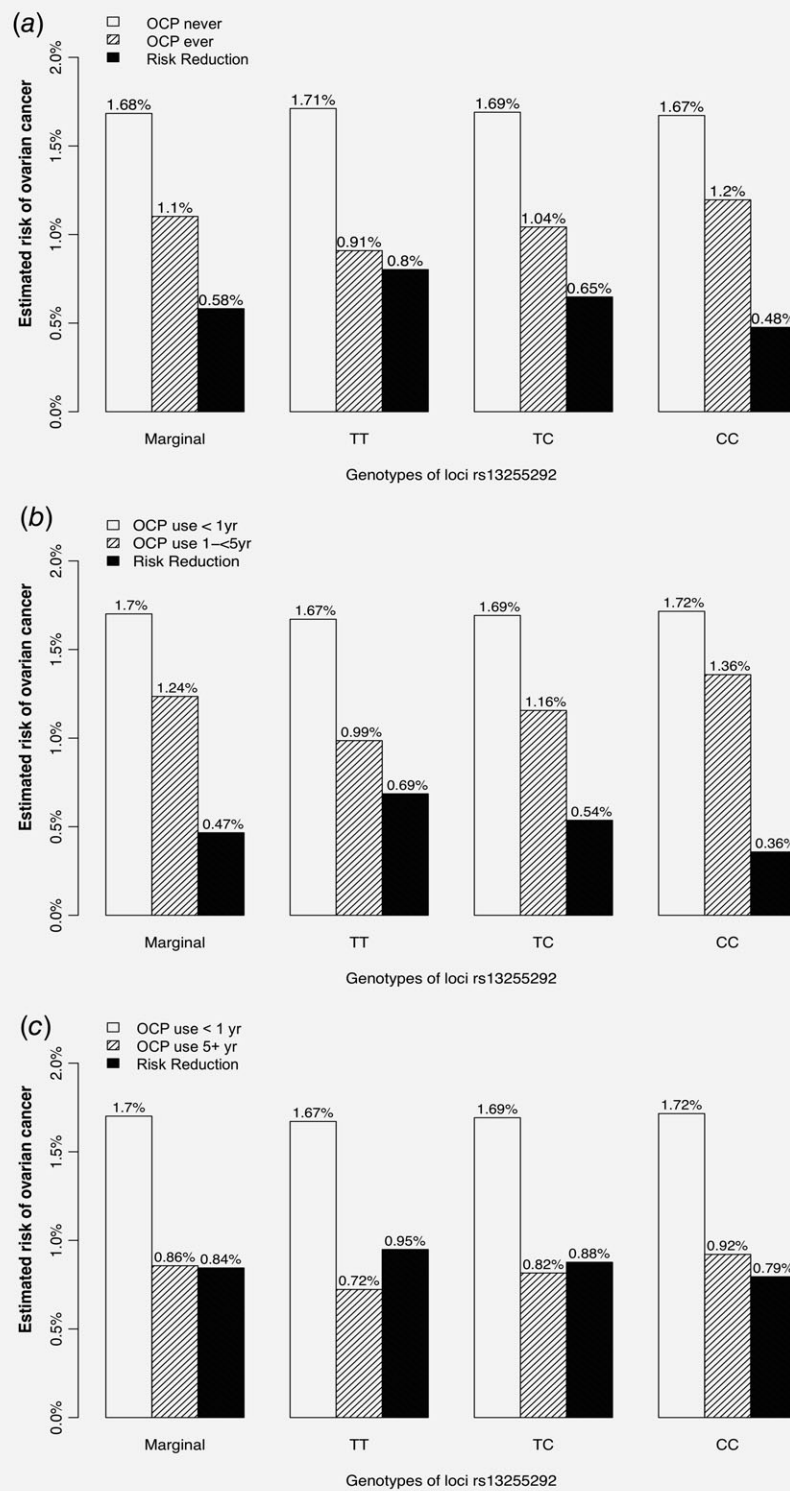 (a)
OCP never
OCP ever
Risk Reduction
Estimated risk of ovarian cancer
2.0%
1.5%
1.0%
0.5%
0.0%
1.68%
1.1%
0.58%
1.71%
0.91%
0.8%
1.69%
1.04%
0.65%
1.67%
1.2%
0.48%
Marginal TT TC CC
Genotypes of loci rs13255292
(b)
OCP use < 1yr
OCP use 1–<5yr
Risk Reduction
Estimated risk of ovarian cancer
2.0%
1.5%
1.0%
0.5%
0.0%
1.7%
1.24%
0.47%
1.67%
0.99%
0.69%
1.69%
1.16%
0.54%
1.72%
1.36%
0.36%
Marginal TT TC CC
Genotypes of loci rs13255292
(c)
OCP use < 1 yr
OCP use 5+ yr
Risk Reduction
Estimated risk of ovarian cancer
2.0%
1.5%
1.0%
0.5%
0.0%
1.7%
0.86%
0.84%
1.67%
0.72%
0.95%
1.69%
0.82%
0.88%
1.72%
0.92%
0.79%
Marginal TT TC CC
Genotypes of loci rs13255292